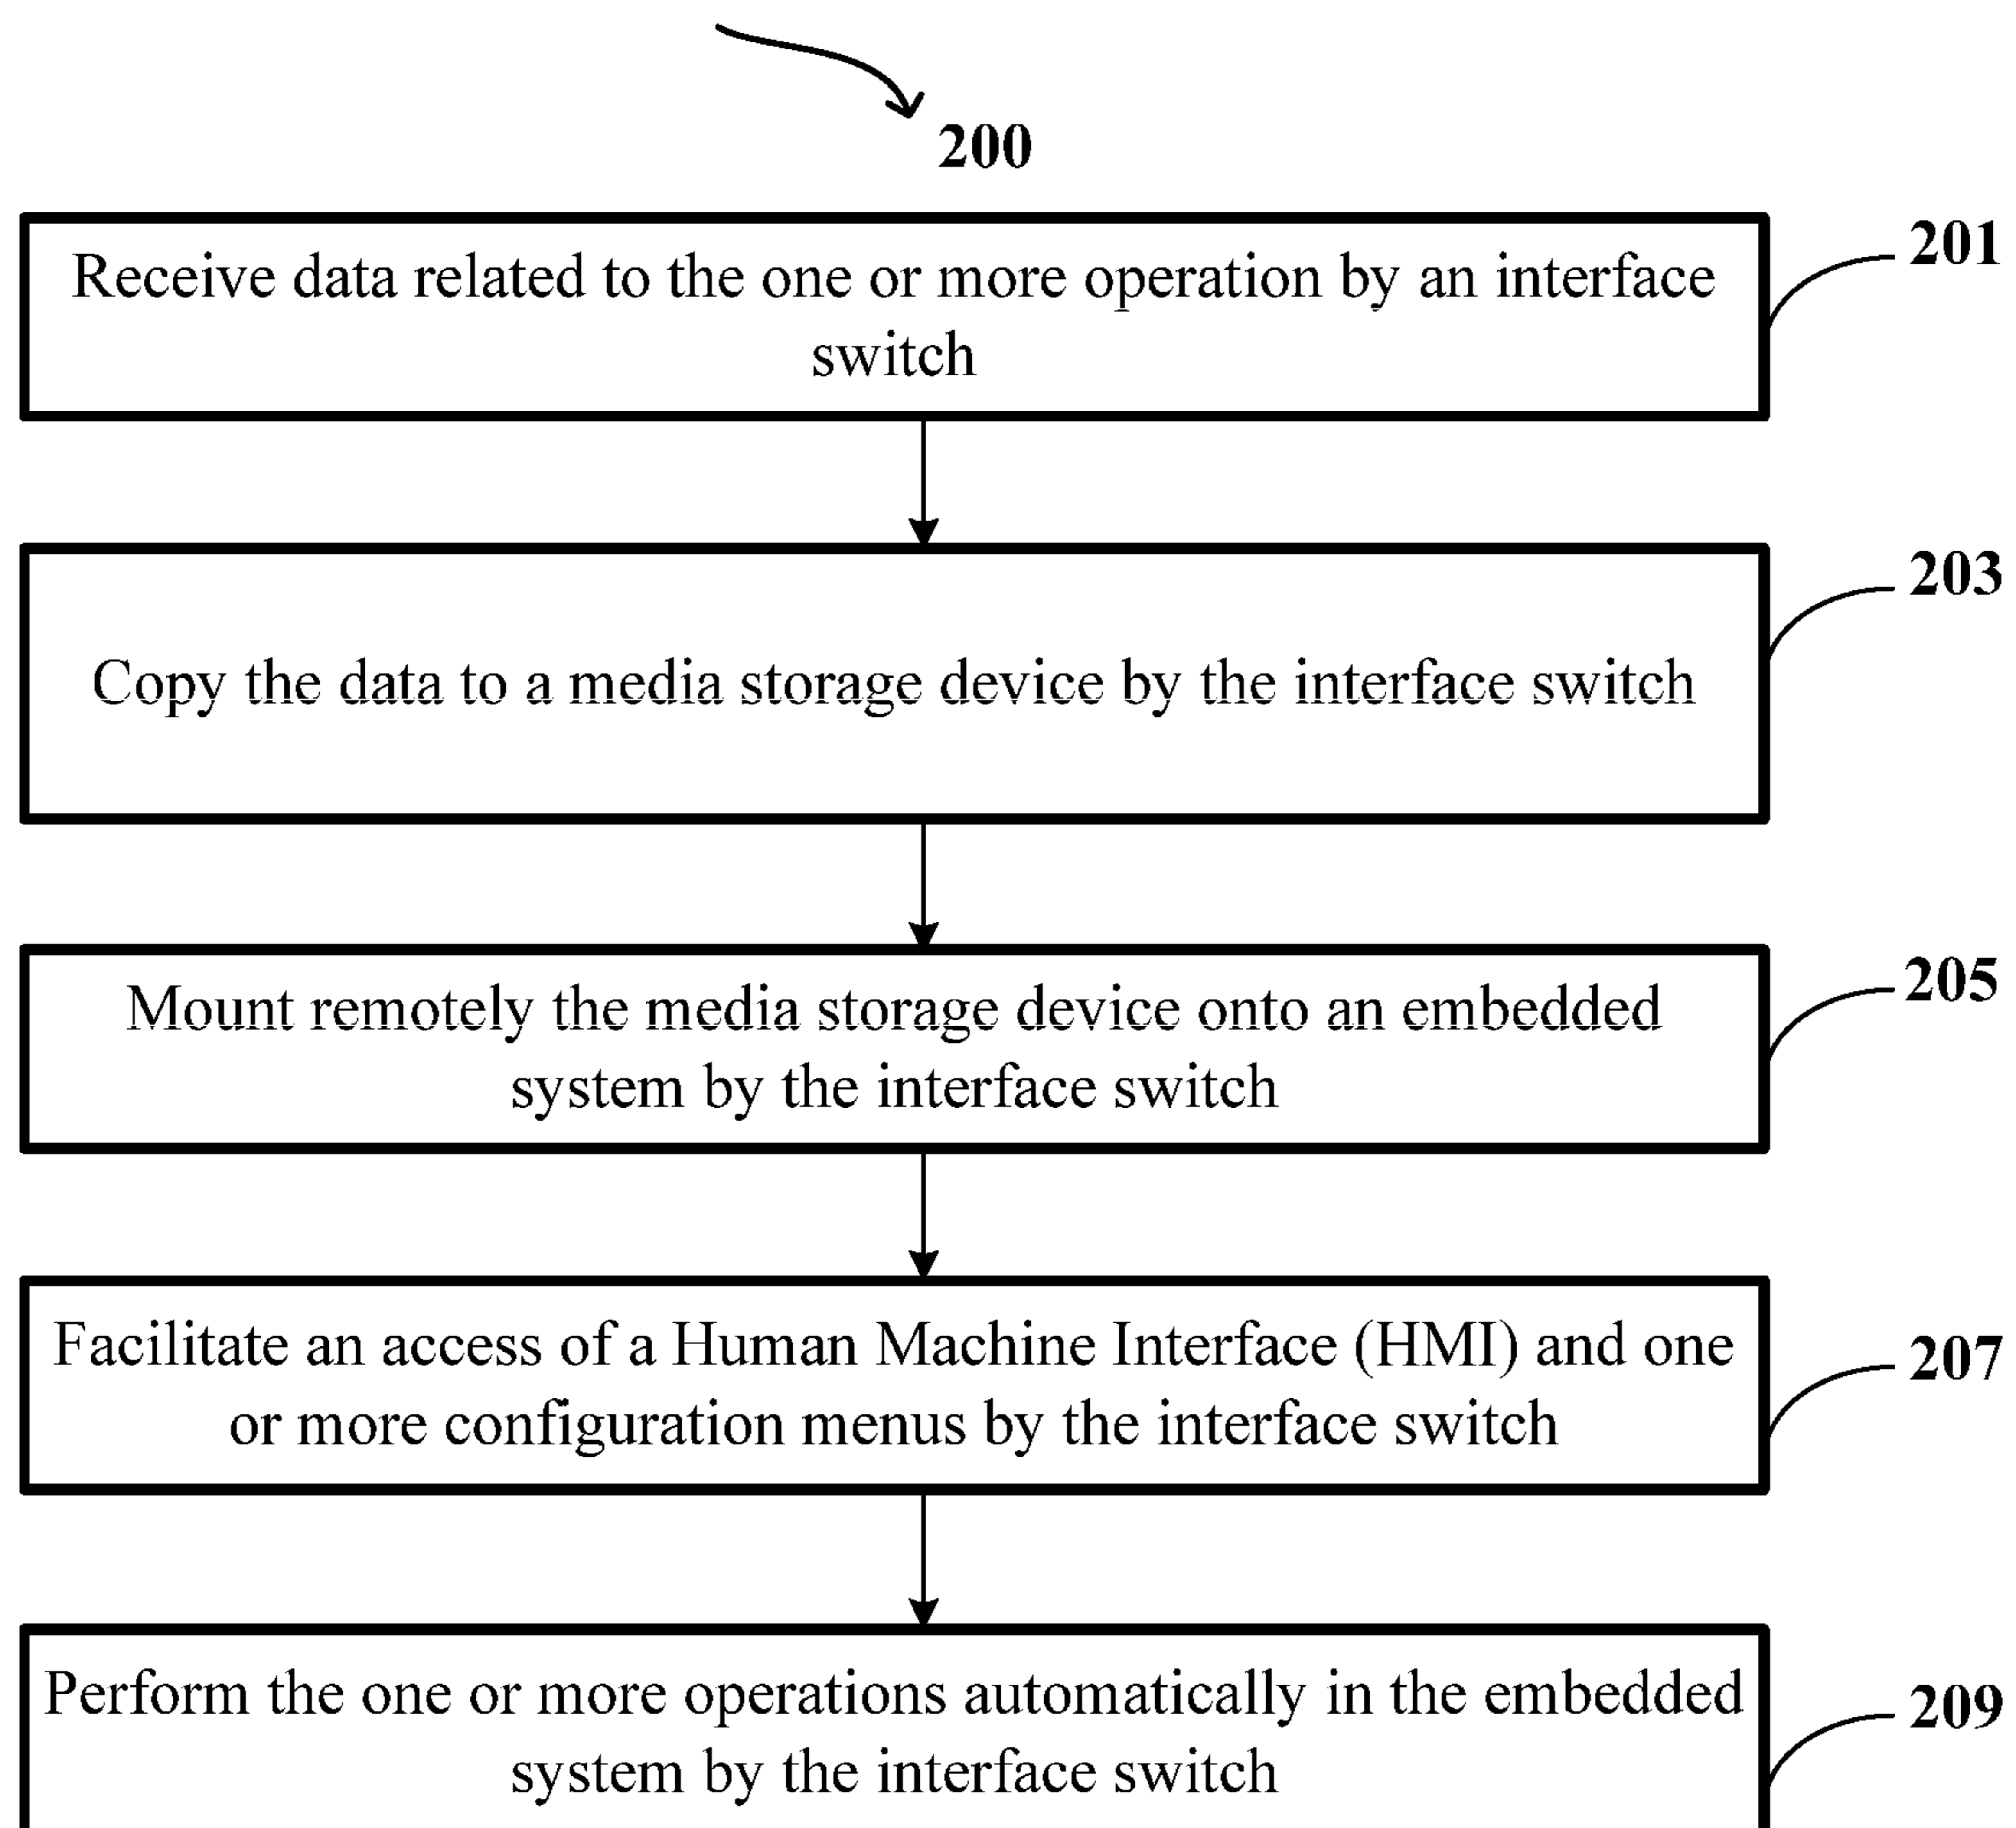 200
201
Receive data related to the one or more operation by an interface
switch
203
Copy the data to a media storage device by the interface switch
205
Mount remotely the media storage device onto an embedded
system by the interface switch
207
Facilitate an access of a Human Machine Interface (HMI) and one
or more configuration menus by the interface switch
209
Perform the one or more operations automatically in the embedded
system by the interface switch